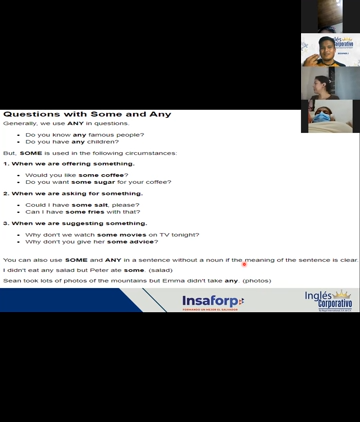 Questions with Some and Any
Generally, we use ANY in questions.
• Do you know any famous people?
• Do you have any children?
But, SOME is used in the following circumstances:
1. When we are offering something.
• Would you like some coffee?
• Do you want some sugar for your coffee?
2. When we are asking for something.
• Could I have some salt, please?
• Can I have some fries with that?
3. When we are suggesting something.
• Why don't we watch some movies on TV tonight?
• Why don't you give her some advice?
You can also use SOME and ANY in a sentence without a noun if the meaning of the sentence is clear.
I didn't eat any salad but Peter ate some. (salad)
Sean took lots of photos of the mountains but Emma didn't take any. (photos)
Insaforp
Inglés
Corporativo